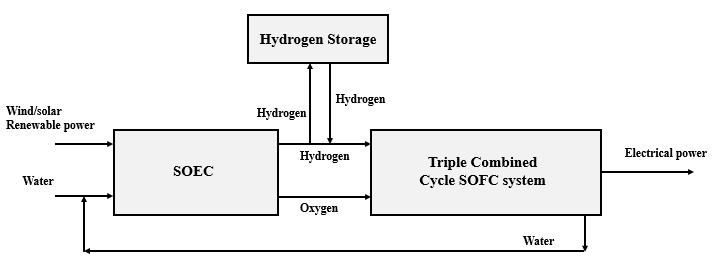 Hydrogen Storage
Hydrogen
Hydrogen
Wind/solar
Renewable power
Water
SOEC
Hydrogen
Oxygen
Triple Combined
Cycle SOFC system
Electrical power
Water